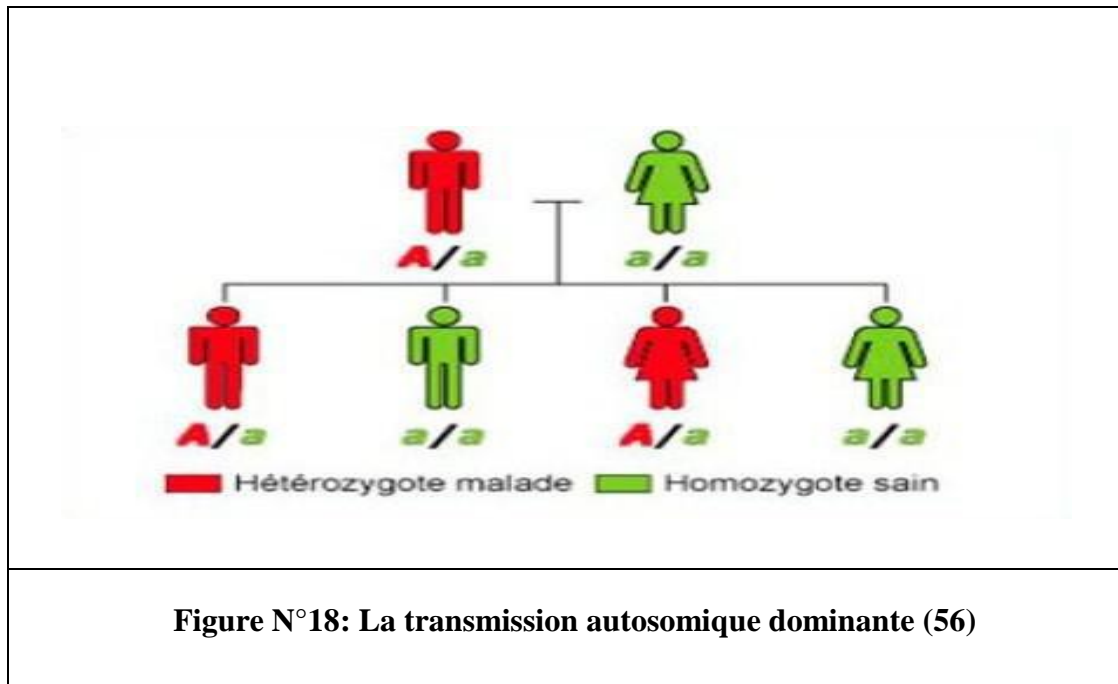 A/a a/a
A/a a/a A/a a/a
Hétérozygote malade Homozygote sain
Figure N°18: La transmission autosomique dominante (56)